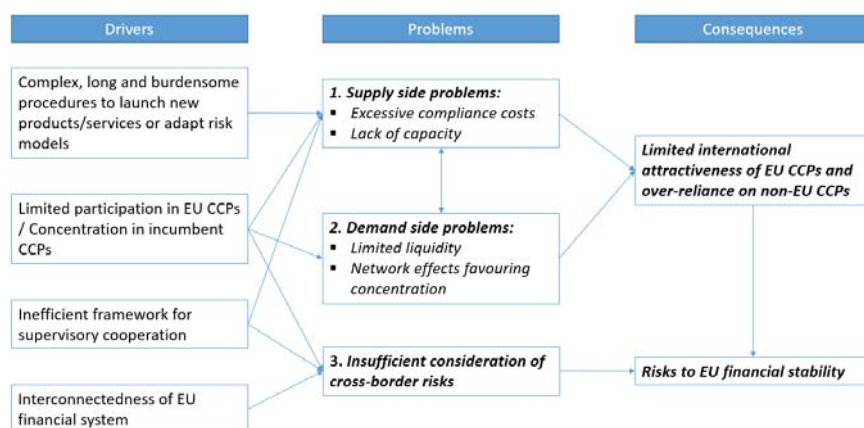 Drivers
Problems
Consequences
Complex, long and burdensome
procedures to launch new
products/services or adapt risk
models
Limited participation in EU CCPs
/ Concentration in incumbent
CCPs
Inefficient framework for
supervisory cooperation
Interconnectedness of EU
financial system
1. Supply side problems:
▪ Excessive compliance costs
▪ Lack of capacity
2. Demand side problems:
▪ Limited liquidity
▪ Network effects favouring
concentration
3. Insufficient consideration of
cross-border risks
Limited international
attractiveness of EU CCPs and
over-reliance on non-EU CCPs
Risks to EU financial stability